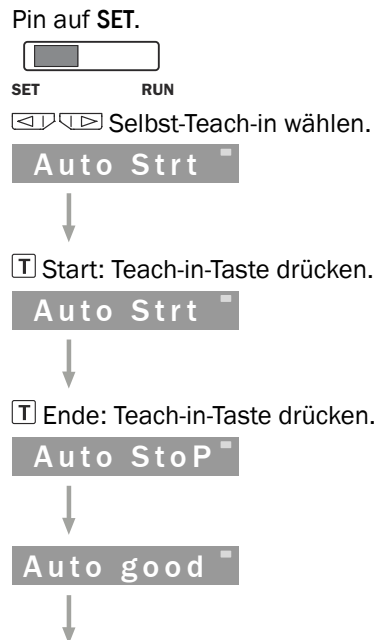 Pin auf SET.
SET RUN
Selbst-Teach-in wählen.
Auto Strt
T Start: Teach-in-Taste drücken.
Auto Strt
T Ende: Teach-in-Taste drücken.
Auto StoP
Auto good